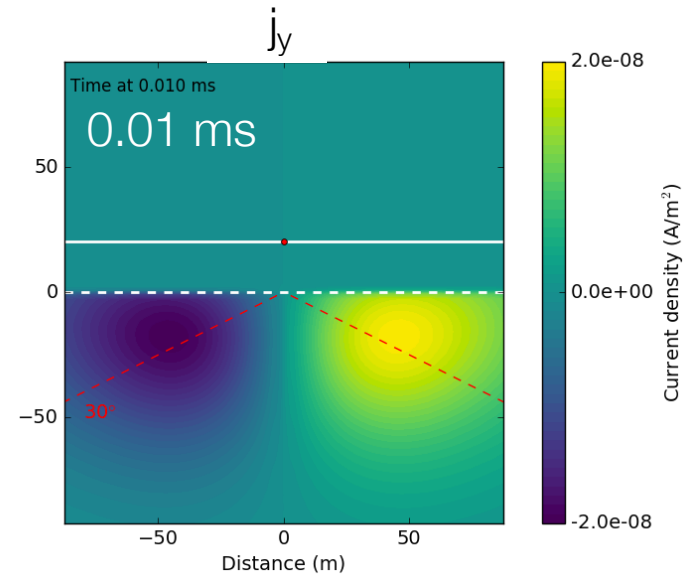 jy
Time at 0.010 ms
0.01 ms
50
0
−50
30°
−50
0
50
Distance (m)
2.0e-08
0.0e+00
-2.0e-08
Current density (A/m²)